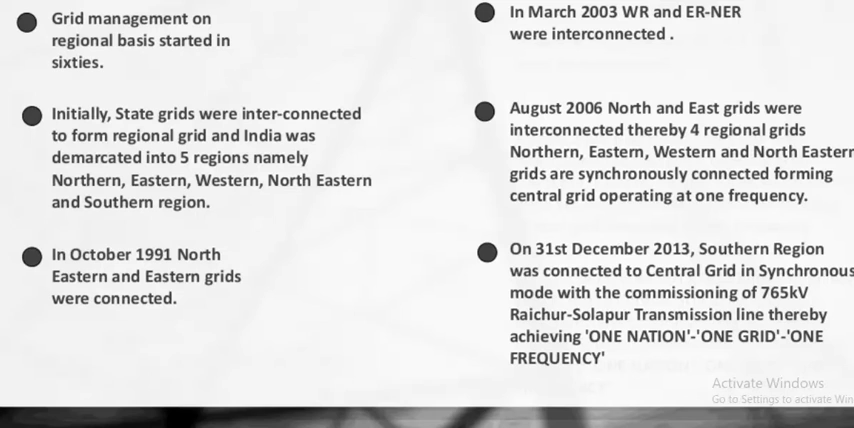 Grid management on
regional basis started in
sixties.
Initially, State grids were inter-connected
to form regional grid and India was
demarcated into 5 regions namely
Northern, Eastern, Western, North Eastern
and Southern region.
In October 1991 North
Eastern and Eastern grids
were connected.
In March 2003 WR and ER-NER
were interconnected .
August 2006 North and East grids were
interconnected thereby 4 regional grids
Northern, Eastern, Western and North Eastern
grids are synchronously connected forming
central grid operating at one frequency.
On 31st December 2013, Southern Region
was connected to Central Grid in Synchronous
mode with the commissioning of 765kV
Raichur-Solapur Transmission line thereby
achieving 'ONE NATION'-'ONE GRID'-'ONE
FREQUENCY'
Activate Windows
Go to Settings to activate Win